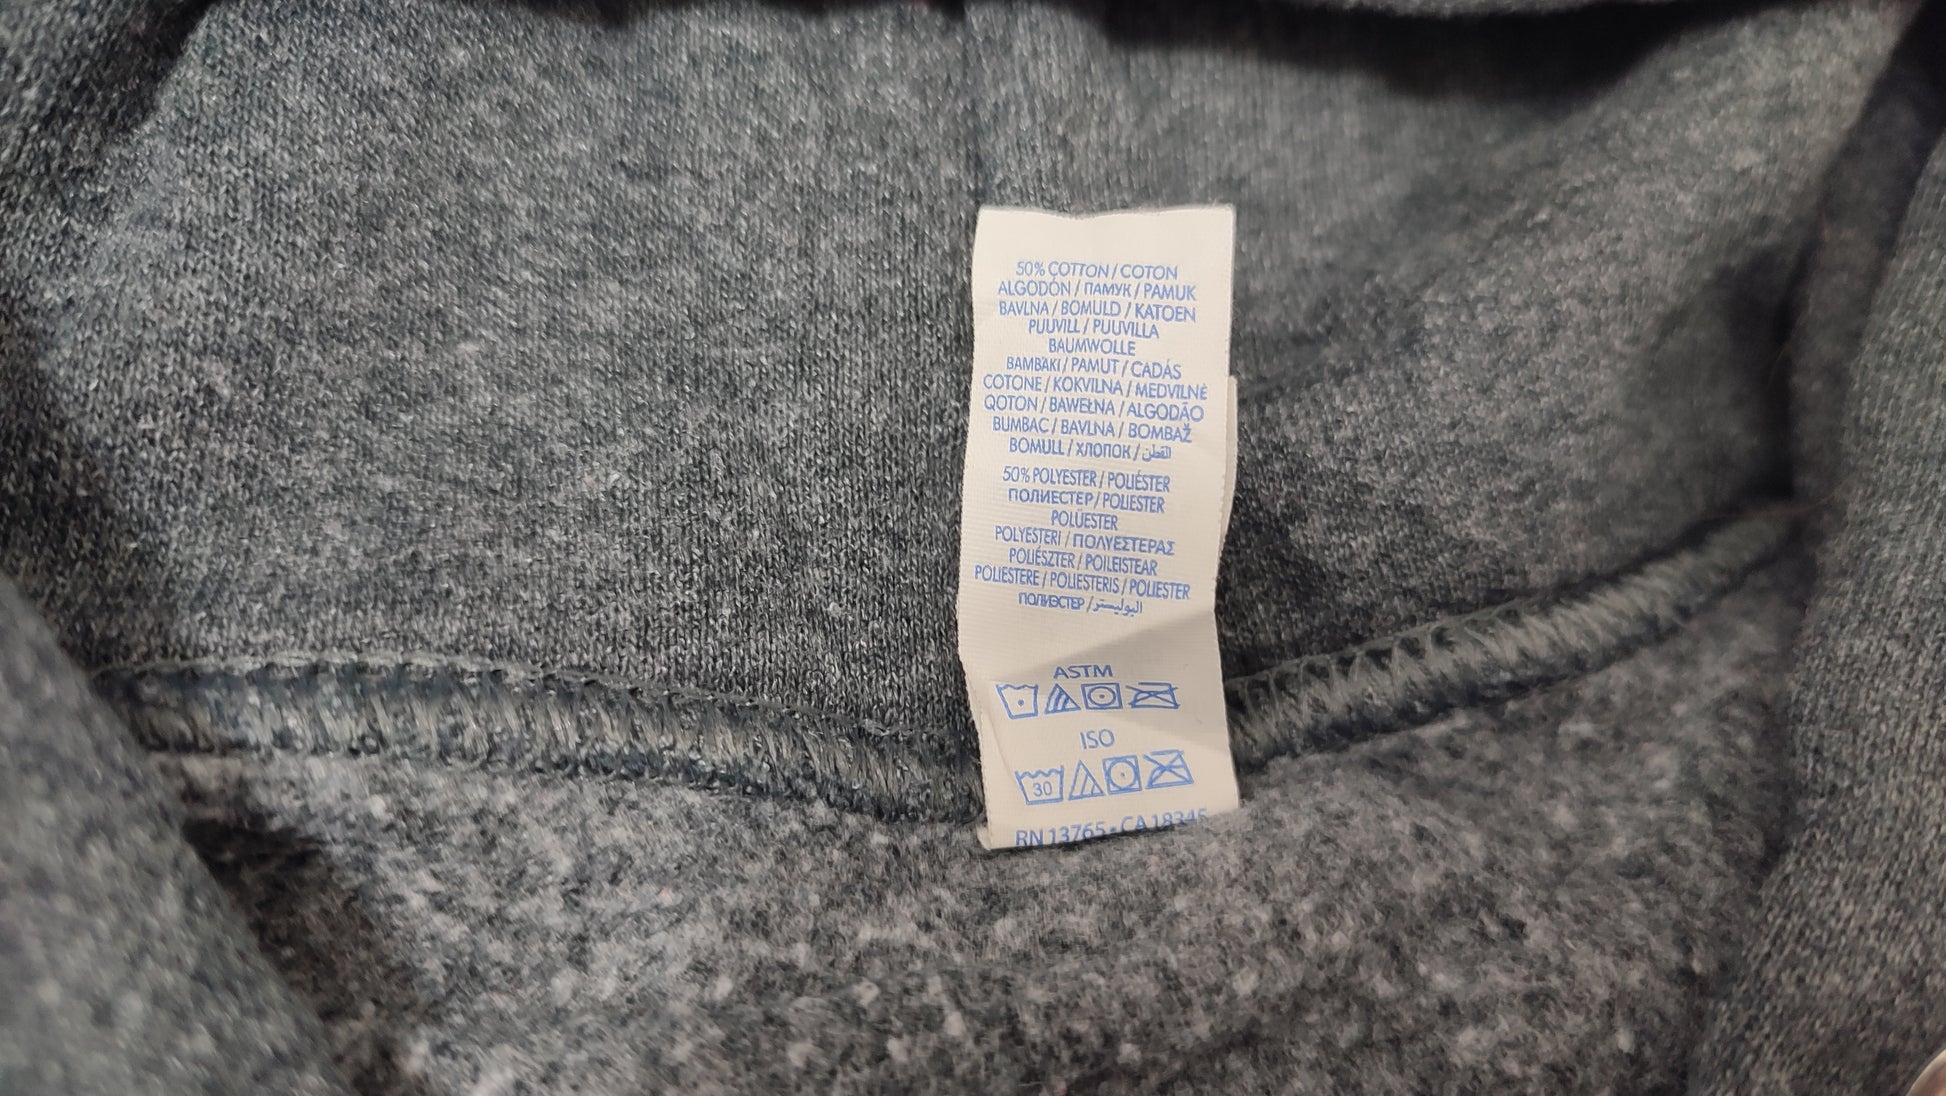 50% COTTON / COTON
ALGODÓN / ПАМУК / PAMUK
BAVLNA / BOMULD / KATOEN
PUUVILL / PUUVILLA
BAUMWOLLE
BAMBAKI / PAMUT / CADÁS
COTONE / KOKVILNA / MEDVILNĖ
QOTON / BAWEŁNA / ALGODÃO
BUMBAC / BAVLNA / BOMBAŽ
BOMULL / ХЛОПОК / القطن
50% POLYESTER / POLIÉSTER
ПОЛИЕСТЕР / POLIESTER
POLÜESTER
POLYESTERI / ΠΟΛΥΕΣΤΕΡΑΣ
POLIÉSZTER / POILEISTEAR
POLIESTERE / POLIESTERIS / POLIESTER
ПОЛИЭСТЕР / البوليستر
ASTM
ISO
30
RN 13765 • CA 18345